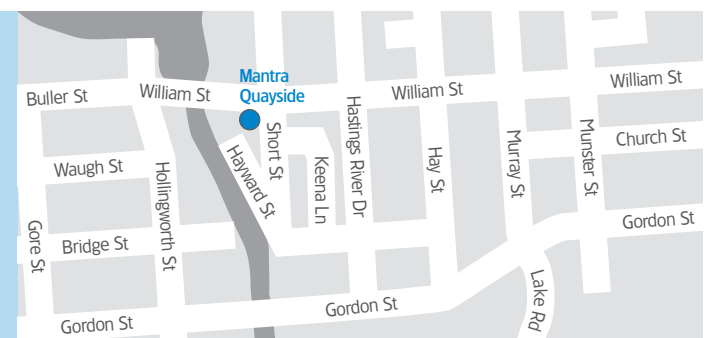 Mantra
Quayside
Buller St
William St
William St
William St
Short St
Hastings River Dr
Hayward St
Keena Ln
Hay St
Murray St
Munster St
Church St
Waugh St
Hollingworth St
Gore St
Bridge St
Gordon St
Lake Rd
Gordon St
Gordon St